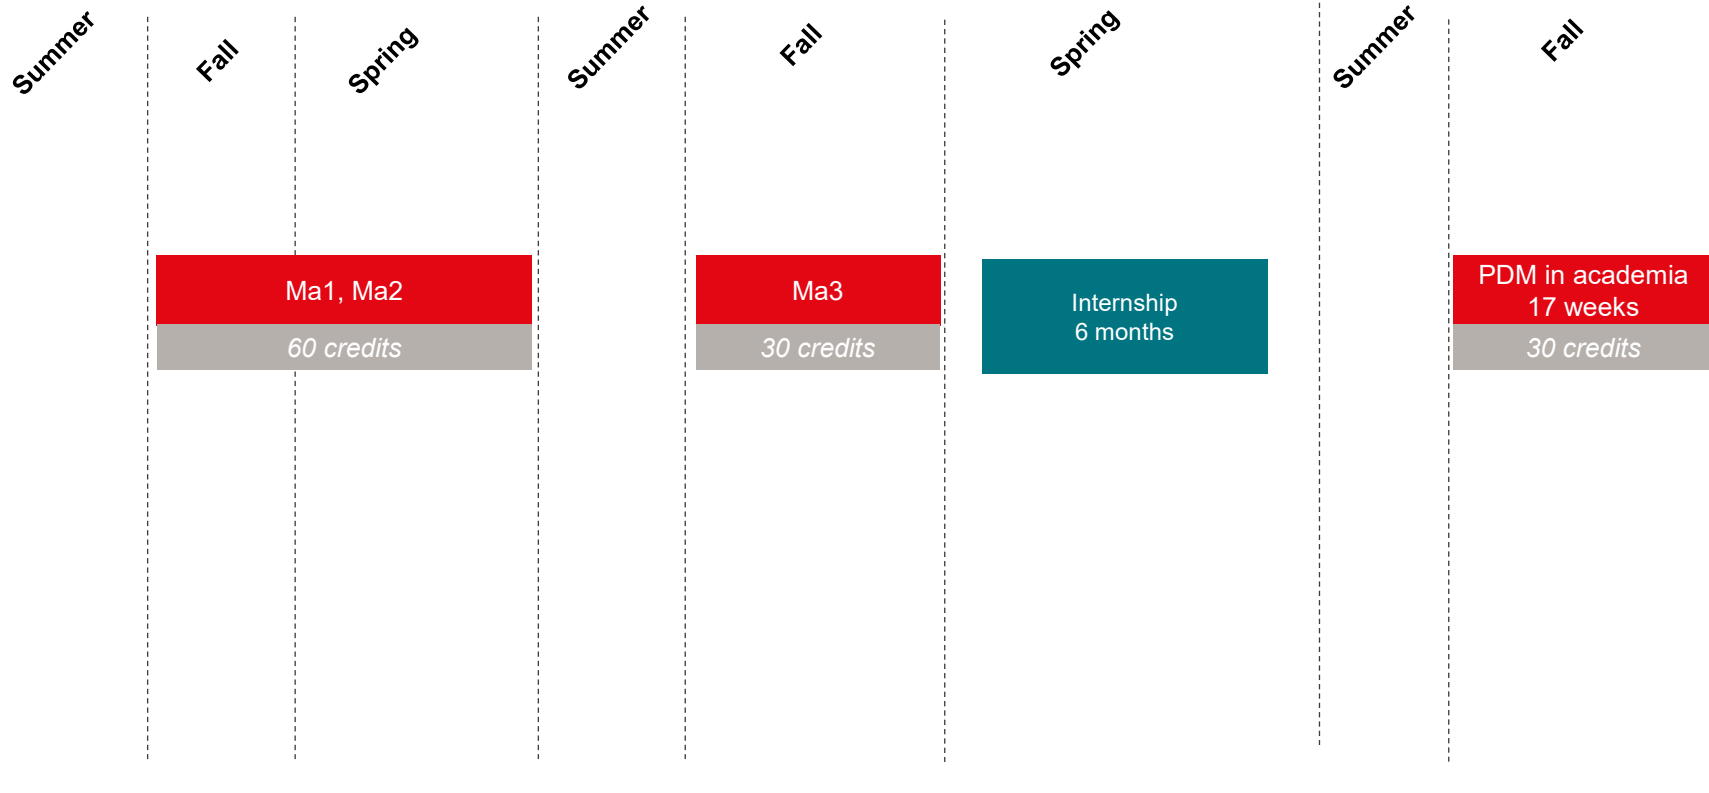 Summer
Fall
Spring
Summer
Fall
Spring
Summer
Fall
Ma1, Ma2
60 credits
Ma3
30 credits
Internship
6 months
PDM in academia
17 weeks
30 credits